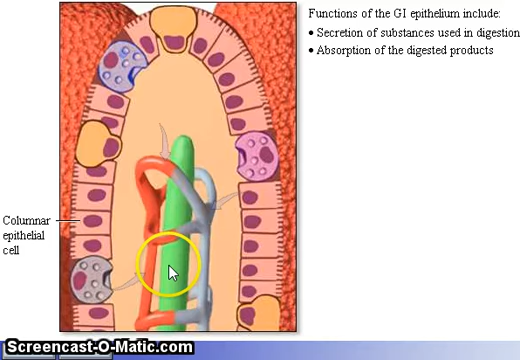 Functions of the GI epithelium include:
• Secretion of substances used in digestion
• Absorption of the digested products
Columnar
epithelial
cell
Screencast-O-Matic.com